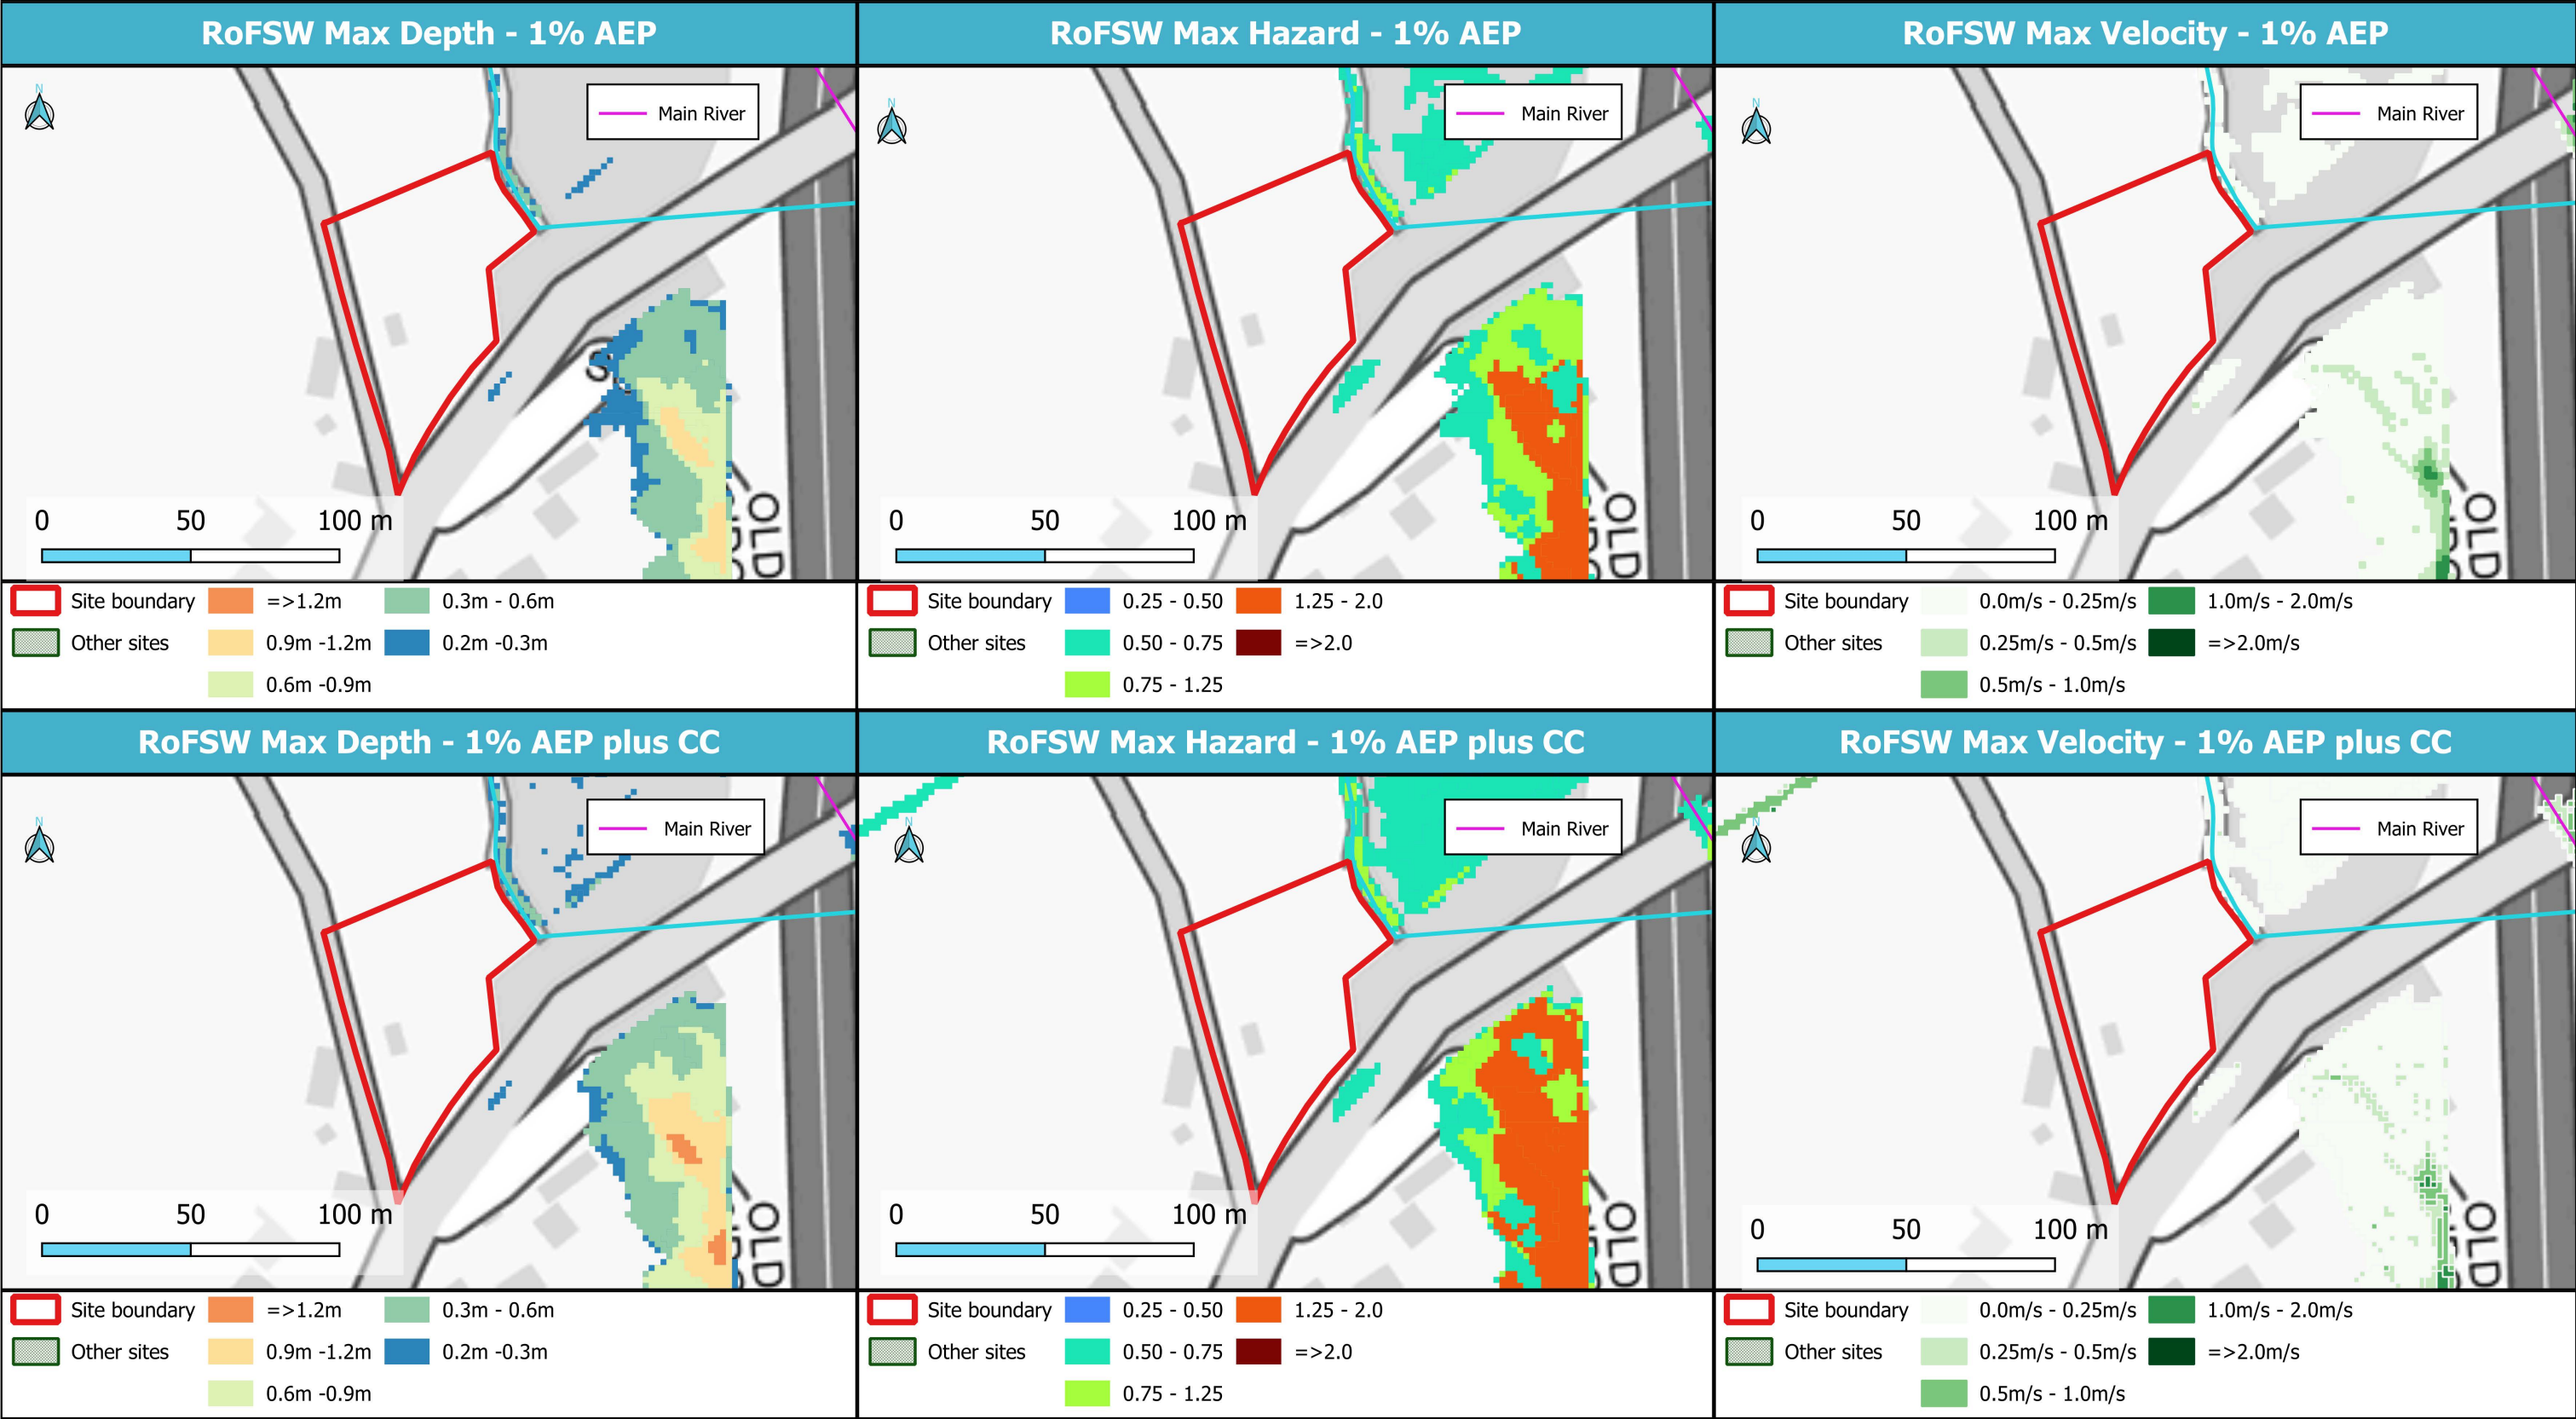 RoFSW Max Depth - 1% AEP
RoFSW Max Hazard - 1% AEP
RoFSW Max Velocity - 1% AEP
N
Main River
S
OLD
0 50 100 m
N
Main River
OLD
0 50 100 m
N
Main River
OLD
0 50 100 m
Site boundary
=>1.2m
0.3m - 0.6m
Other sites
0.9m -1.2m
0.2m -0.3m
0.6m -0.9m
Site boundary
0.25 - 0.50
1.25 - 2.0
Other sites
0.50 - 0.75
=>2.0
0.75 - 1.25
Site boundary
0.0m/s - 0.25m/s
1.0m/s - 2.0m/s
Other sites
0.25m/s - 0.5m/s
=>2.0m/s
0.5m/s - 1.0m/s
RoFSW Max Depth - 1% AEP plus CC
RoFSW Max Hazard - 1% AEP plus CC
RoFSW Max Velocity - 1% AEP plus CC
N
Main River
OLD
0 50 100 m
N
Main River
OLD
0 50 100 m
N
Main River
OLD
0 50 100 m
Site boundary
=>1.2m
0.3m - 0.6m
Other sites
0.9m -1.2m
0.2m -0.3m
0.6m -0.9m
Site boundary
0.25 - 0.50
1.25 - 2.0
Other sites
0.50 - 0.75
=>2.0
0.75 - 1.25
Site boundary
0.0m/s - 0.25m/s
1.0m/s - 2.0m/s
Other sites
0.25m/s - 0.5m/s
=>2.0m/s
0.5m/s - 1.0m/s